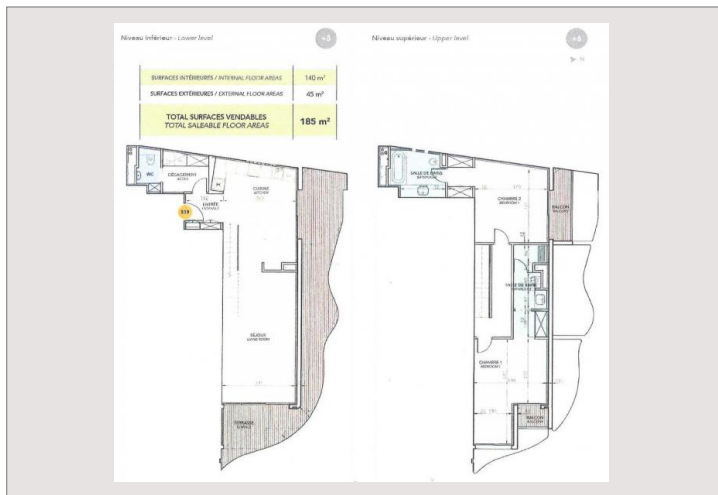 Niveau inférieur - Lower level
+5
SURFACES INTÉRIEURES / INTERNAL FLOOR AREAS 140 m²
SURFACES EXTÉRIEURES / EXTERNAL FLOOR AREAS 45 m²
TOTAL SURFACES VENDABLES
TOTAL SALEABLE FLOOR AREAS
185 m²
WC
DÉGAGEMENT
CUISINE
KITCHEN
ENTRÉE
SÉJOUR
LIVING ROOM
TERRASSE
Niveau supérieur - Upper level
+6
N
SALLE DE BAINS
BATHROOM
CHAMBRE 2
BALCON
BALCONY
SALLE DE BAINS
CHAMBRE 1
BEDROOM 1
BALCON
BALCONY